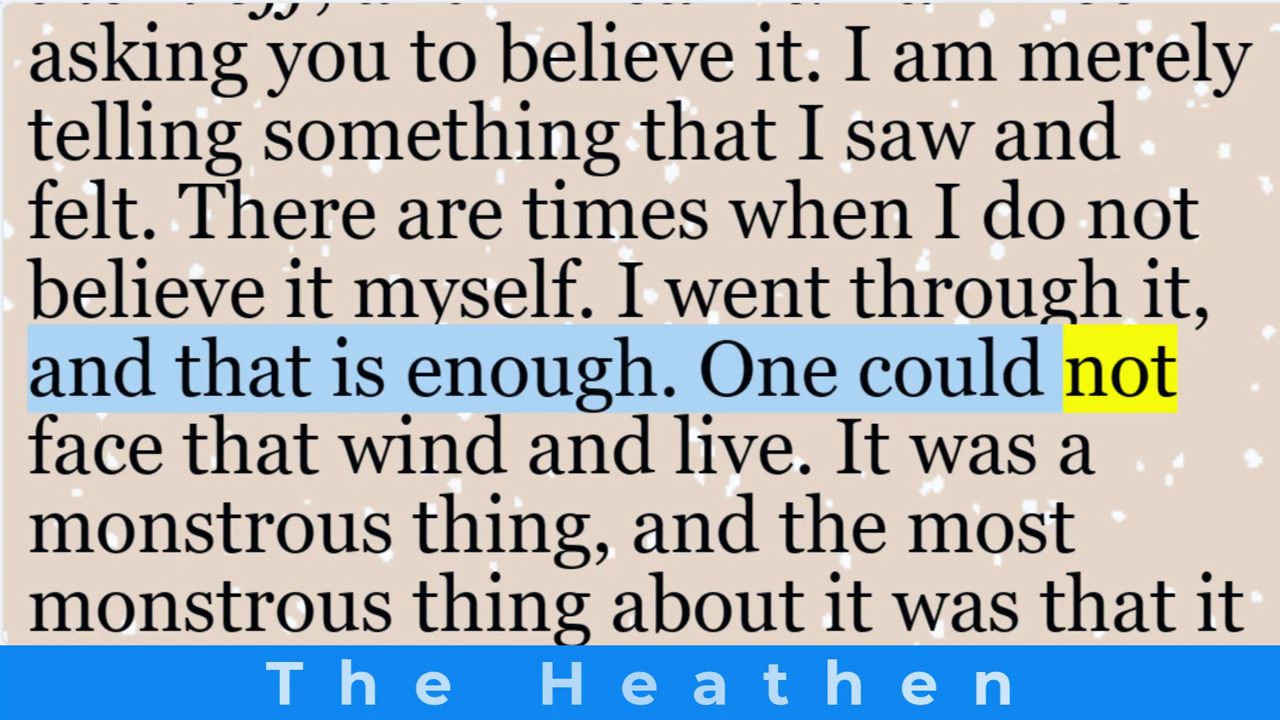 asking you to believe it. I am merely
telling something that I saw and
felt. There are times when I do not
believe it myself. I went through it,
and that is enough. One could not
face that wind and live. It was a
monstrous thing, and the most
monstrous thing about it was that it
The Heathen